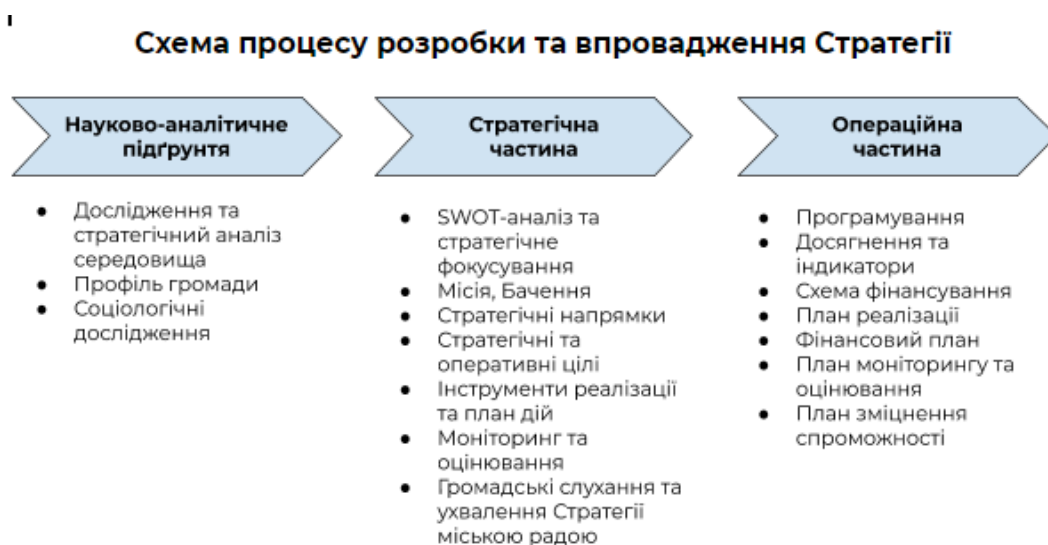 Схема процесу розробки та впровадження Стратегії
Науково-аналітичне
підґрунтя
● Дослідження та
стратегічний аналіз
середовища
● Профіль громади
● Соціологічні
дослідження
Стратегічна
частина
● SWOT-аналіз та
стратегічне
фокусування
● Місія, Бачення
● Стратегічні напрямки
● Стратегічні та
оперативні цілі
● Інструменти реалізації
та план дій
● Моніторинг та
оцінювання
● Громадські слухання та
ухвалення Стратегії
міською радою
Операційна
частина
● Програмування
● Досягнення та
індикатори
● Схема фінансування
● План реалізації
● Фінансовий план
● План моніторингу та
оцінювання
● План зміцнення
спроможності